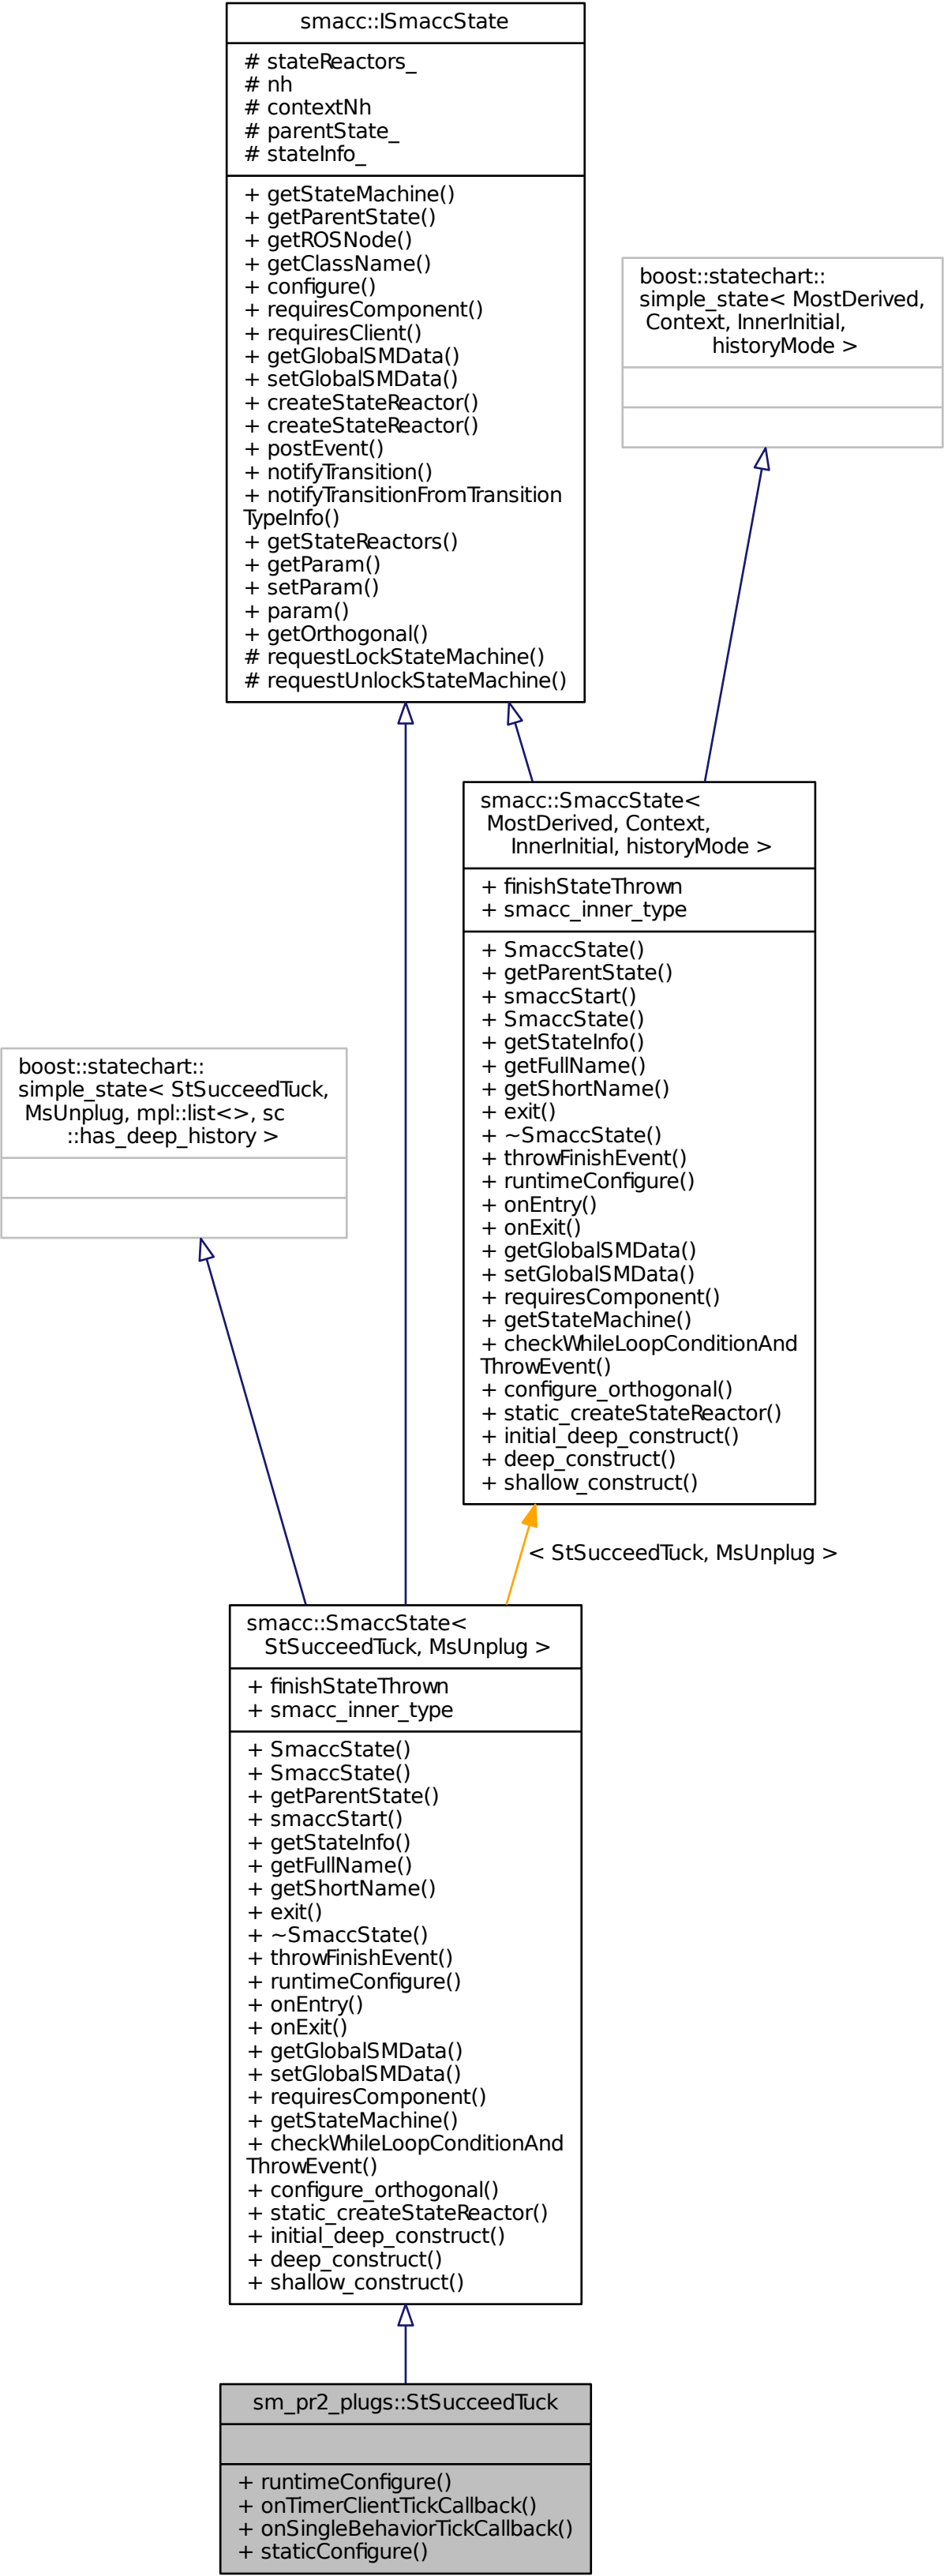 smacc::ISmaccState
# stateReactors_
# nh
# contextNh
# parentState_
# stateInfo_
+ getStateMachine()
+ getParentState()
+ getROSNode()
+ getClassName()
+ configure()
+ requiresComponent()
+ requiresClient()
+ getGlobalSMData()
+ setGlobalSMData()
+ createStateReactor()
+ createStateReactor()
+ postEvent()
+ notifyTransition()
+ notifyTransitionFromTransition
TypeInfo()
+ getStateReactors()
+ getParam()
+ setParam()
+ param()
+ getOrthogonal()
# requestLockStateMachine()
# requestUnlockStateMachine()
boost::statechart::
simple_state< MostDerived,
Context, InnerInitial,
historyMode >
smacc::SmaccState<
MostDerived, Context,
InnerInitial, historyMode >
+ finishStateThrown
+ smacc_inner_type
+ SmaccState()
+ getParentState()
+ smaccStart()
+ SmaccState()
+ getStateInfo()
+ getFullName()
+ getShortName()
+ exit()
+ ~SmaccState()
+ throwFinishEvent()
+ runtimeConfigure()
+ onEntry()
+ onExit()
+ getGlobalSMData()
+ setGlobalSMData()
+ requiresComponent()
+ getStateMachine()
+ checkWhileLoopConditionAnd
ThrowEvent()
+ configure_orthogonal()
+ static_createStateReactor()
+ initial_deep_construct()
+ deep_construct()
+ shallow_construct()
boost::statechart::
simple_state< StSucceedTuck,
MsUnplug, mpl::list<>, sc
::has_deep_history >
< StSucceedTuck, MsUnplug >
smacc::SmaccState<
StSucceedTuck, MsUnplug >
+ finishStateThrown
+ smacc_inner_type
+ SmaccState()
+ SmaccState()
+ getParentState()
+ smaccStart()
+ getStateInfo()
+ getFullName()
+ getShortName()
+ exit()
+ ~SmaccState()
+ throwFinishEvent()
+ runtimeConfigure()
+ onEntry()
+ onExit()
+ getGlobalSMData()
+ setGlobalSMData()
+ requiresComponent()
+ getStateMachine()
+ checkWhileLoopConditionAnd
ThrowEvent()
+ configure_orthogonal()
+ static_createStateReactor()
+ initial_deep_construct()
+ deep_construct()
+ shallow_construct()
sm_pr2_plugs::StSucceedTuck
+ runtimeConfigure()
+ onTimerClientTickCallback()
+ onSingleBehaviorTickCallback()
+ staticConfigure()